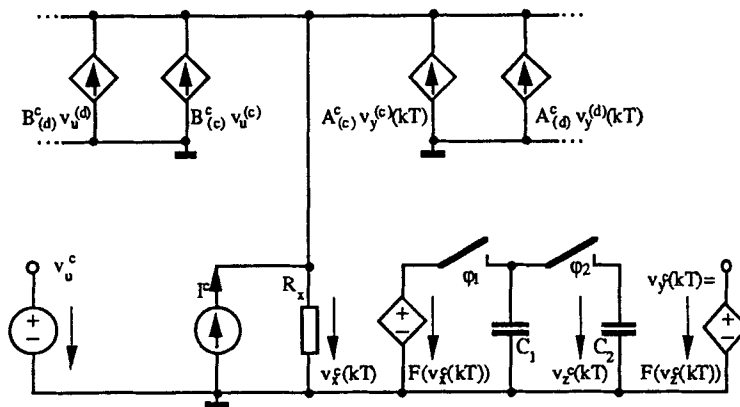 B^c_(d) v_u^(d) B^c_(c) v_u^(c) A^c_(c) v_y^(c)(kT) A^c_(d) v_y^(d)(kT)
v_u^c
+
−
I^c
R_x
v_x^c(kT)
φ1
+
−
F(v_x^c(kT))
C_1
φ2
v_z^c(kT)
C_2
v_y^c(kT)=
+
−
F(v_z^c(kT))